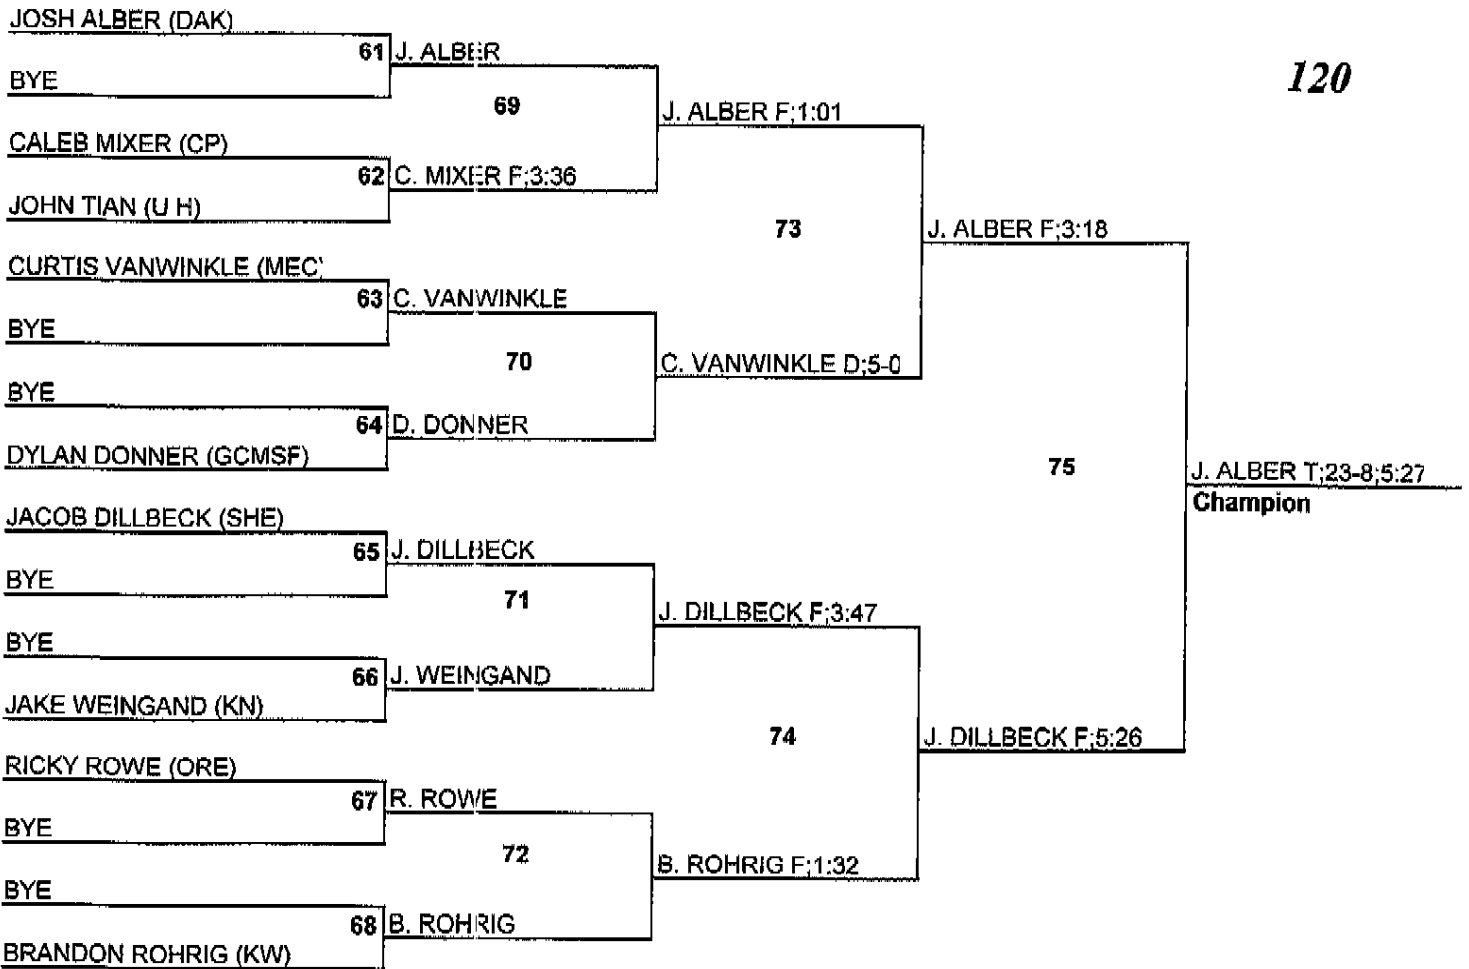 JOSH ALBER (DAK)
61 J. ALBER
BYE
120
69
J. ALBER F;1:01
CALEB MIXER (CP)
62 C. MIXER F;3:36
JOHN TIAN (U H)
73
J. ALBER F;3:18
CURTIS VANWINKLE (MEC)
63 C. VANWINKLE
BYE
70
C. VANWINKLE D;5-0
BYE
64 D. DONNER
DYLAN DONNER (GCMSF)
75
J. ALBER T;23-8;5:27
Champion
JACOB DILLBECK (SHE)
65 J. DILLBECK
BYE
71
J. DILLBECK F;3:47
BYE
66 J. WEINGAND
JAKE WEINGAND (KN)
74
J. DILLBECK F;5:26
RICKY ROWE (ORE)
67 R. ROWE
BYE
72
B. ROHRIG F;1:32
BYE
68 B. ROHRIG
BRANDON ROHRIG (KW)